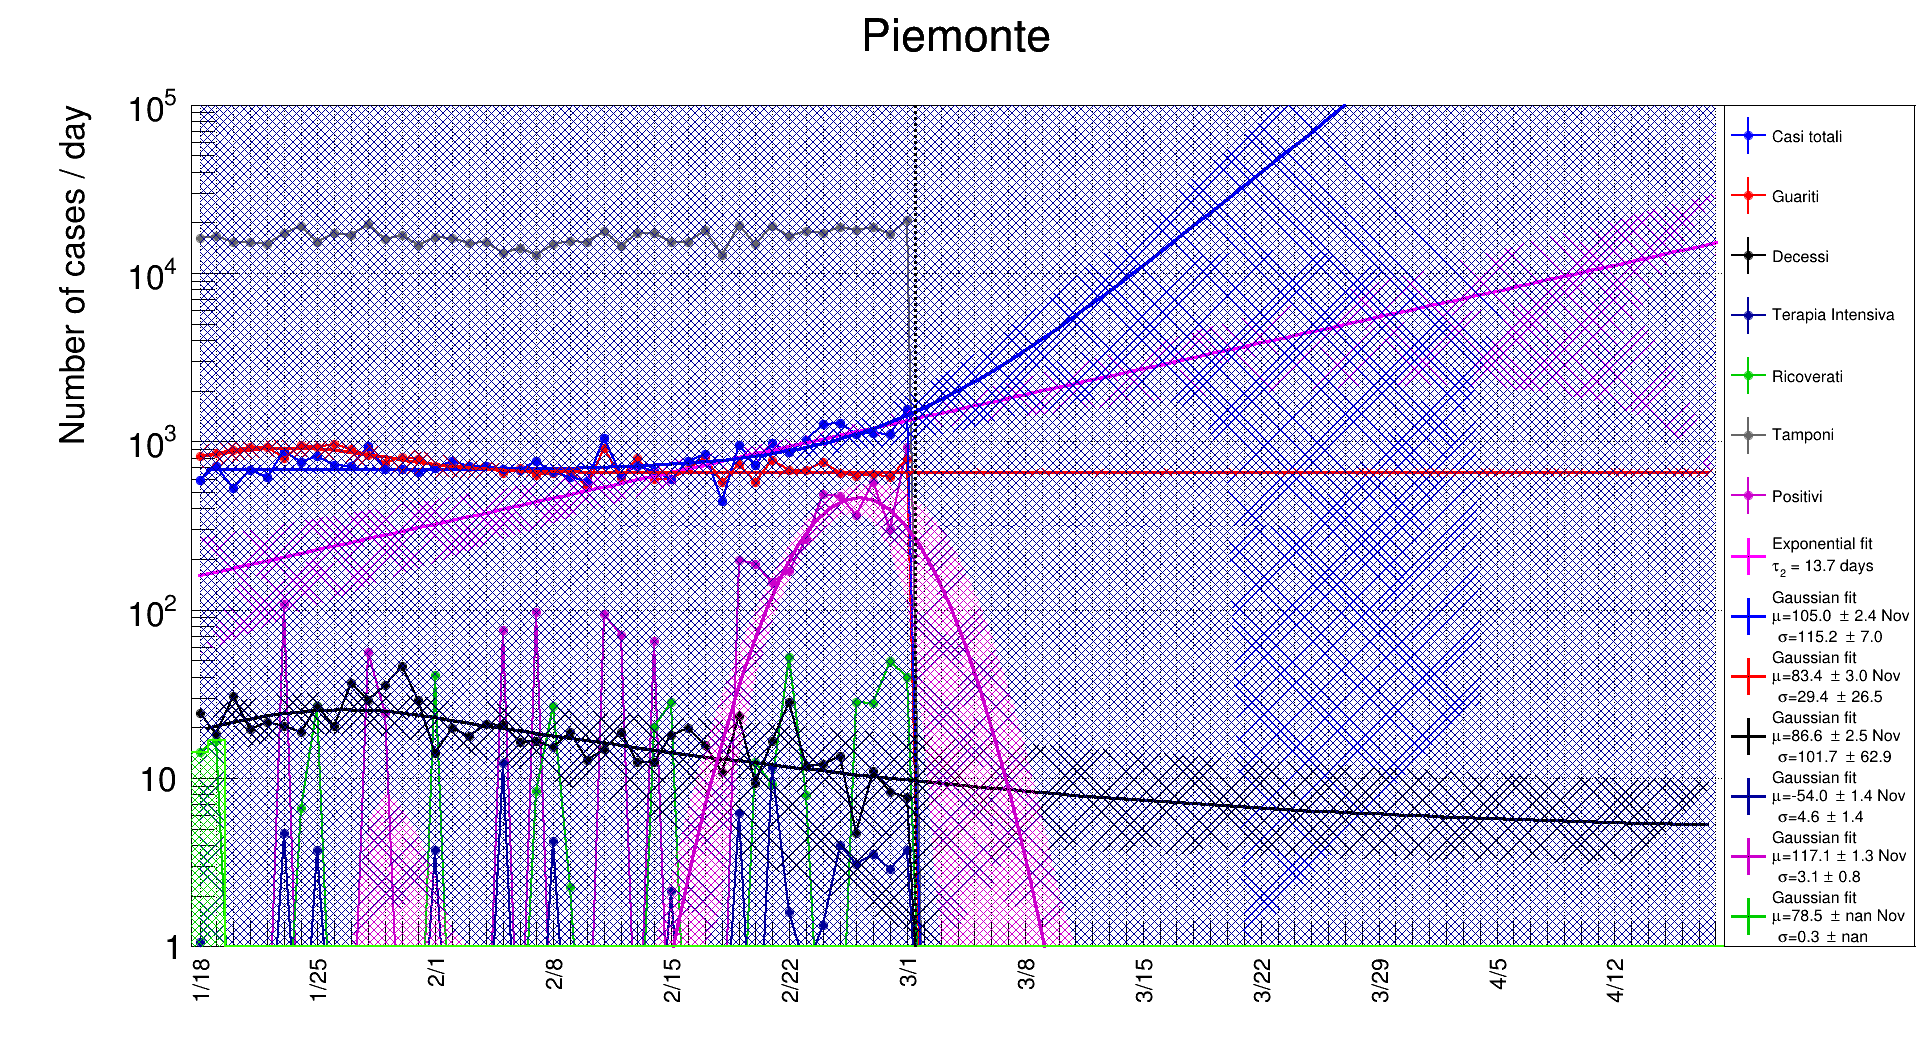 Piemonte
Number of cases / day
10^5
10^4
10^3
10^2
10
1
1/18
1/25
2/1
2/8
2/15
2/22
3/1
3/8
3/15
3/22
3/29
4/5
4/12
Casi totali
Guariti
Decessi
Terapia Intensiva
Ricoverati
Tamponi
Positivi
Exponential fit
τ_2 = 13.7 days
Gaussian fit
μ=105.0 ± 2.4 Nov
σ=115.2 ± 7.0
Gaussian fit
μ=83.4 ± 3.0 Nov
σ=29.4 ± 26.5
Gaussian fit
μ=86.6 ± 2.5 Nov
σ=101.7 ± 62.9
Gaussian fit
μ=-54.0 ± 1.4 Nov
σ=4.6 ± 1.4
Gaussian fit
μ=117.1 ± 1.3 Nov
σ=3.1 ± 0.8
Gaussian fit
μ=78.5 ± nan Nov
σ=0.3 ± nan